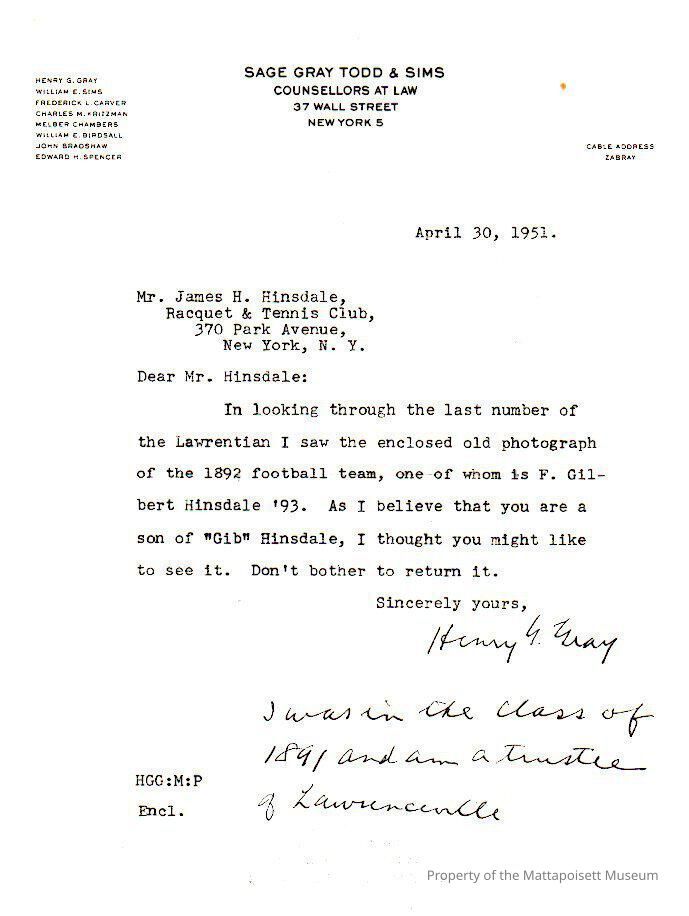 SAGE GRAY TODD & SIMS
COUNSELLORS AT LAW
37 WALL STREET
NEW YORK 5
HENRY G. GRAY
WILLIAM E. SIMS
FREDERICK L. CARVER
CHARLES M. KRITZMAN
MELBER CHAMBERS
WILLIAM E. BIRDSALL
JOHN BRADSHAW
EDWARD H. SPENCER
CABLE ADDRESS
ZABRAY
April 30, 1951.
Mr. James H. Hinsdale,
Racquet & Tennis Club,
370 Park Avenue,
New York, N. Y.
Dear Mr. Hinsdale:
In looking through the last number of
the Lawrentian I saw the enclosed old photograph
of the 1892 football team, one of whom is F. Gil-
bert Hinsdale '93. As I believe that you are a
son of "Gib" Hinsdale, I thought you might like
to see it. Don't bother to return it.
Sincerely yours,
Henry G. Gray
I was in the class of
1891 and am a trustee
of Lawrenceville
HGG:M:P
Encl.
Property of the Mattapoisett Museum